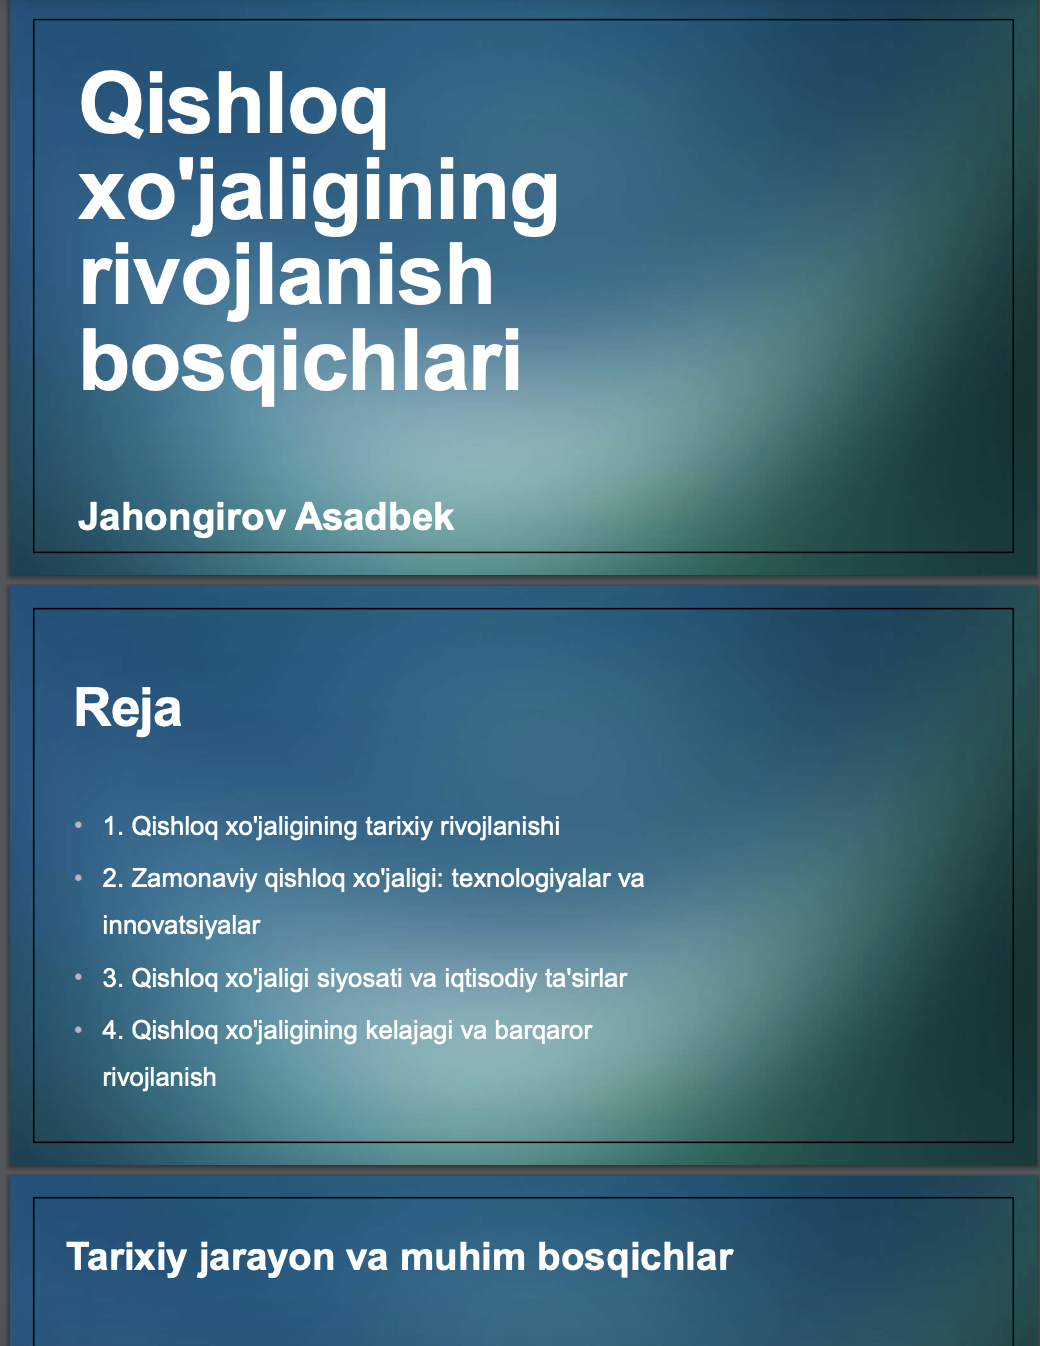 Qishloq
xo'jaligining
rivojlanish
bosqichlari
Jahongirov Asadbek
Reja
• 1. Qishloq xo'jaligining tarixiy rivojlanishi
• 2. Zamonaviy qishloq xo'jaligi: texnologiyalar va
innovatsiyalar
• 3. Qishloq xo'jaligi siyosati va iqtisodiy ta'sirlar
• 4. Qishloq xo'jaligining kelajagi va barqaror
rivojlanish
Tarixiy jarayon va muhim bosqichlar